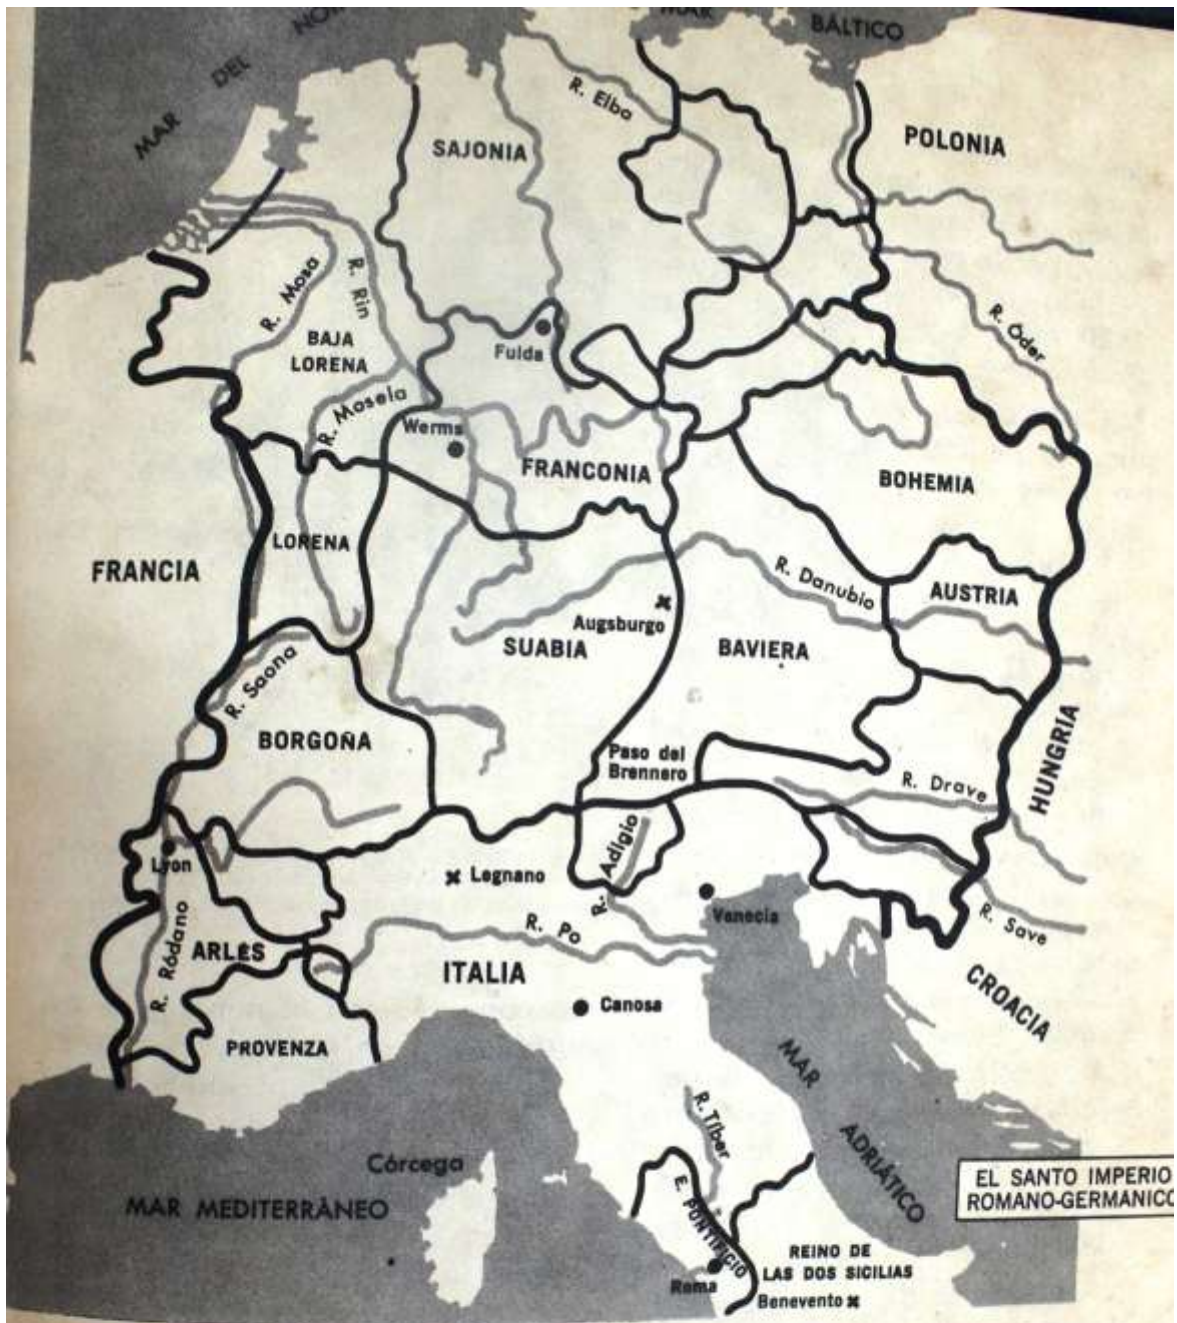 MAR DEL
MAR
BÁLTICO
R. Elba
POLONIA
SAJONIA
R. Mosa
R. Rin
R. Oder
BAJA
LORENA
Fulda
R. Mosela
Werms
FRANCONIA
BOHEMIA
LORENA
FRANCIA
R. Danubio
AUSTRIA
Augsburgo
SUABIA
BAVIERA
R. Saona
BORGOÑA
Paso del
Brennero
HUNGRIA
R. Drave
R. Adigio
Lyon
Legnano
Venecia
R. Save
R. Po
R. Ródano
ARLES
ITALIA
CROACIA
Canosa
PROVENZA
MAR
ADRIÁTICO
R. Tíber
Córcega
MAR MEDITERRÀNEO
EL SANTO IMPERIO
ROMANO-GERMANICO
E. PONTIFICIO
REINO DE
LAS DOS SICILIAS
Roma
Benevento